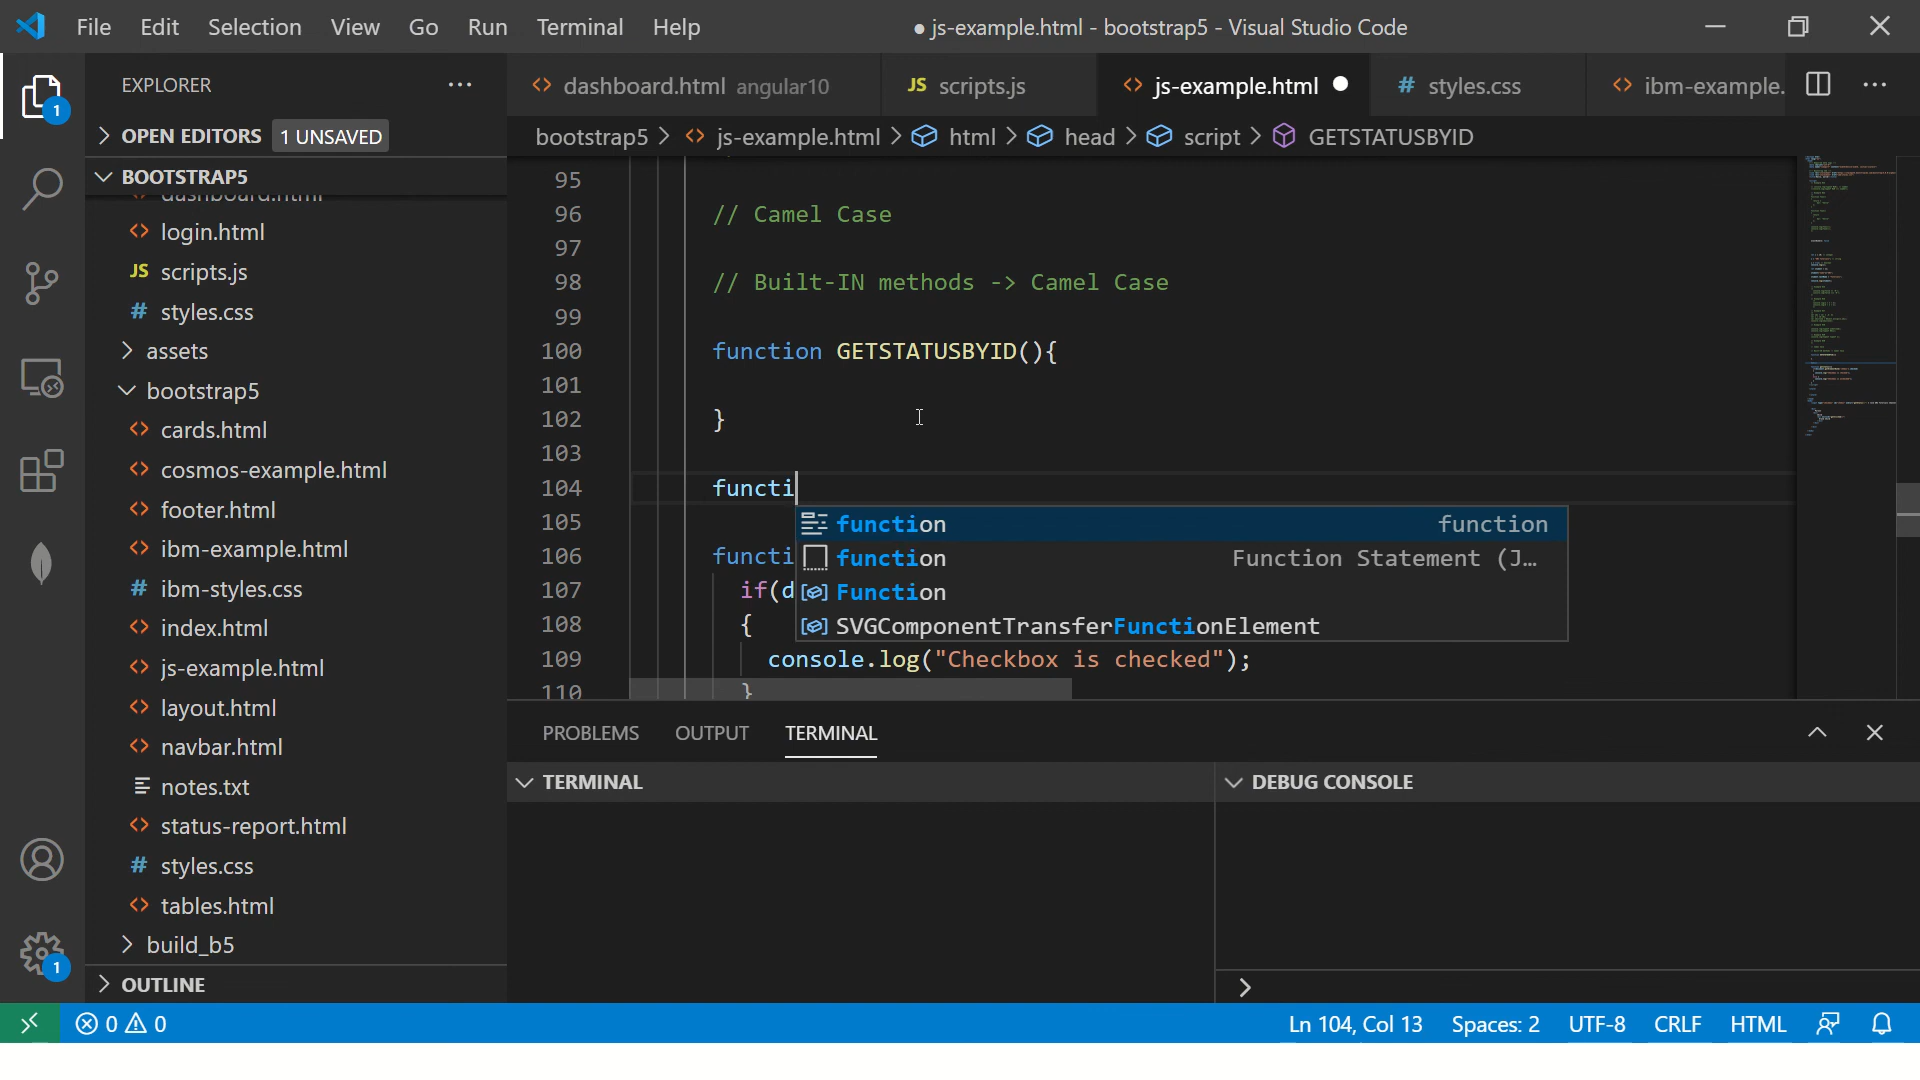 File Edit Selection View Go Run Terminal Help
● js-example.html - bootstrap5 - Visual Studio Code
EXPLORER
1
OPEN EDITORS 1 UNSAVED
BOOTSTRAP5
dashboard.html
login.html
JS scripts.js
# styles.css
assets
bootstrap5
cards.html
cosmos-example.html
footer.html
ibm-example.html
# ibm-styles.css
index.html
js-example.html
layout.html
navbar.html
notes.txt
status-report.html
# styles.css
tables.html
build_b5
OUTLINE
1
dashboard.html angular10
JS scripts.js
js-example.html
# styles.css
ibm-example.
bootstrap5 > js-example.html > html > head > script > GETSTATUSBYID
95
96 // Camel Case
97
98 // Built-IN methods -> Camel Case
99
100 function GETSTATUSBYID(){
101
102 }
103
104 functi
105
106 functi
107 if(d
108 {
109 console.log("Checkbox is checked");
110 }
function function
function Function Statement (J...
Function
SVGComponentTransferFunctionElement
PROBLEMS OUTPUT TERMINAL
TERMINAL
DEBUG CONSOLE
0 0
Ln 104, Col 13 Spaces: 2 UTF-8 CRLF HTML